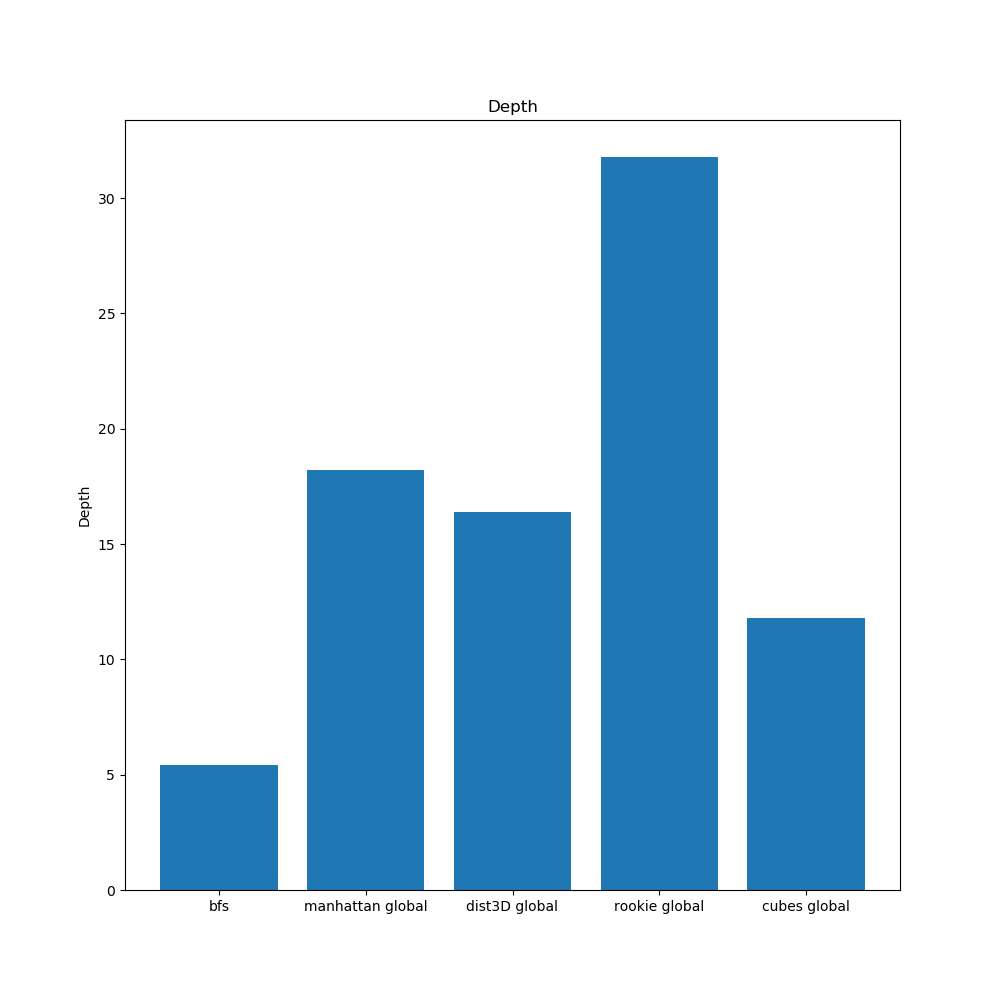 Depth
30
25
20
15
10
5
0
Depth
bfs
manhattan global
dist3D global
rookie global
cubes global